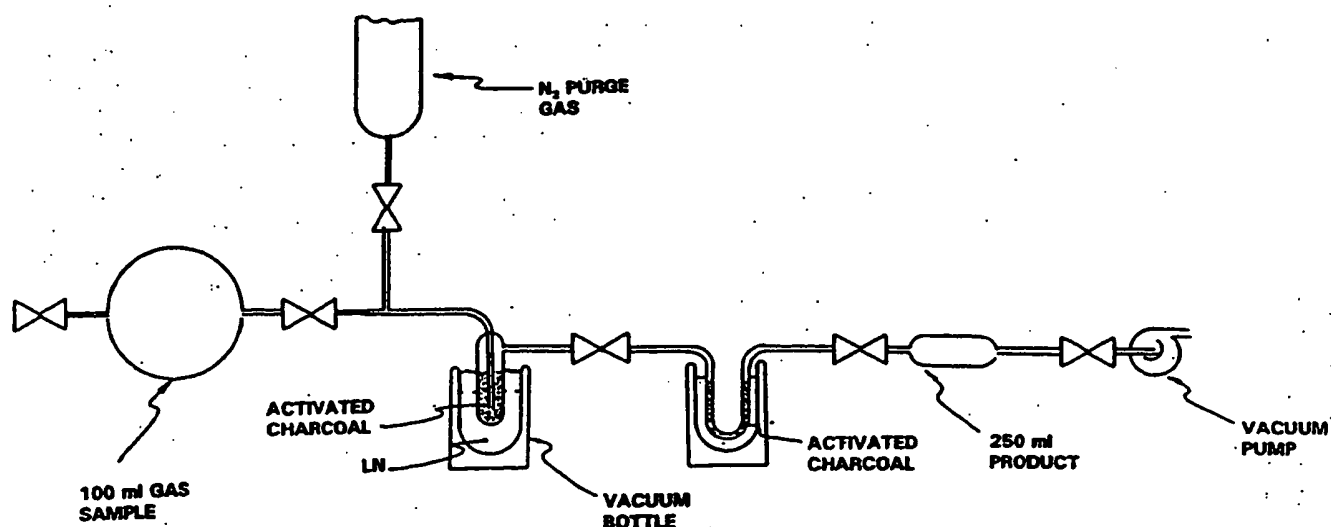 N₂ PURGE
GAS
ACTIVATED
CHARCOAL
LN
100 ml GAS
SAMPLE
VACUUM
BOTTLE
ACTIVATED
CHARCOAL
250 ml
PRODUCT
VACUUM
PUMP